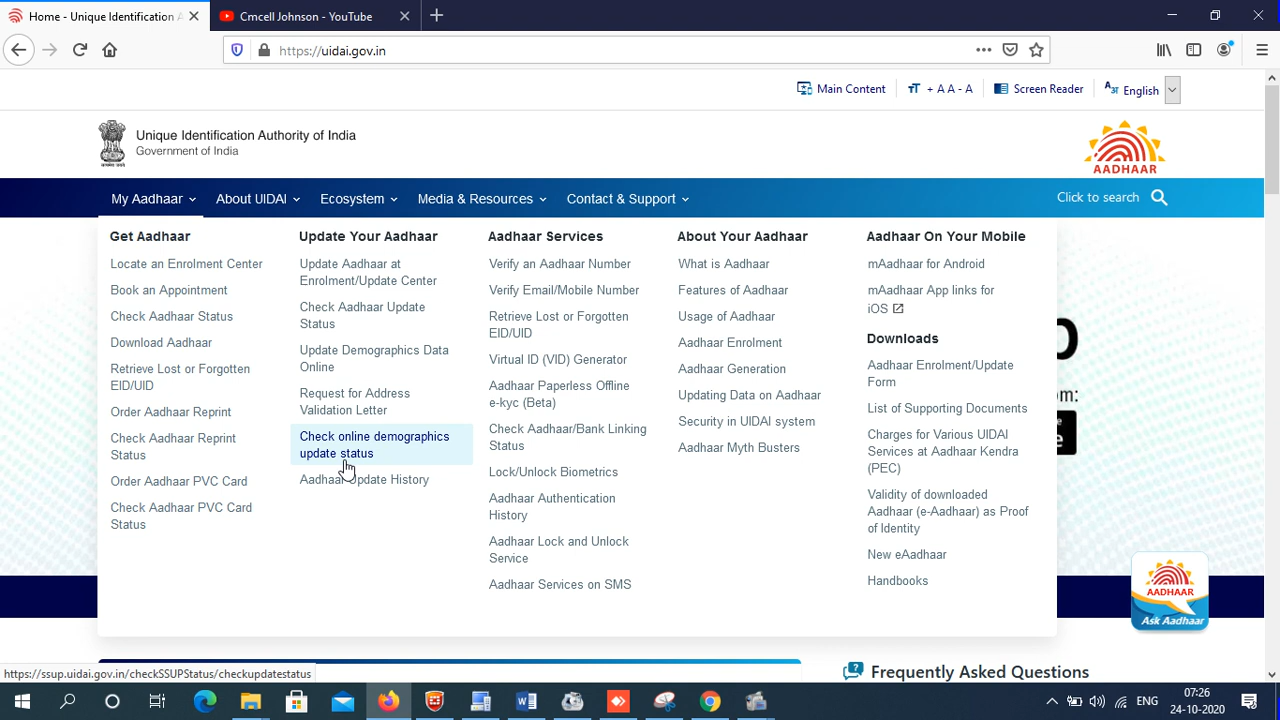 Home - Unique Identification A
Cmcell Johnson - YouTube
https://uidai.gov.in
Main Content
+ A A - A
Screen Reader
English
Unique Identification Authority of India
Government of India
AADHAAR
My Aadhaar
About UIDAI
Ecosystem
Media & Resources
Contact & Support
Click to search
Get Aadhaar
Locate an Enrolment Center
Book an Appointment
Check Aadhaar Status
Download Aadhaar
Retrieve Lost or Forgotten
EID/UID
Order Aadhaar Reprint
Check Aadhaar Reprint
Status
Order Aadhaar PVC Card
Check Aadhaar PVC Card
Status
Update Your Aadhaar
Update Aadhaar at
Enrolment/Update Center
Check Aadhaar Update
Status
Update Demographics Data
Online
Request for Address
Validation Letter
Check online demographics
update status
Aadhaar Update History
Aadhaar Services
Verify an Aadhaar Number
Verify Email/Mobile Number
Retrieve Lost or Forgotten
EID/UID
Virtual ID (VID) Generator
Aadhaar Paperless Offline
e-kyc (Beta)
Check Aadhaar/Bank Linking
Status
Lock/Unlock Biometrics
Aadhaar Authentication
History
Aadhaar Lock and Unlock
Service
Aadhaar Services on SMS
About Your Aadhaar
What is Aadhaar
Features of Aadhaar
Usage of Aadhaar
Aadhaar Enrolment
Aadhaar Generation
Updating Data on Aadhaar
Security in UIDAI system
Aadhaar Myth Busters
Aadhaar On Your Mobile
mAadhaar for Android
mAadhaar App links for
iOS
Downloads
Aadhaar Enrolment/Update
Form
List of Supporting Documents
Charges for Various UIDAI
Services at Aadhaar Kendra
(PEC)
Validity of downloaded
Aadhaar (e-Aadhaar) as Proof
of Identity
New eAadhaar
Handbooks
om:
e
AADHAAR
Ask Aadhaar
Frequently Asked Questions
https://ssup.uidai.gov.in/checkSSUPStatus/checkupdatestatus
ENG
07:26
24-10-2020